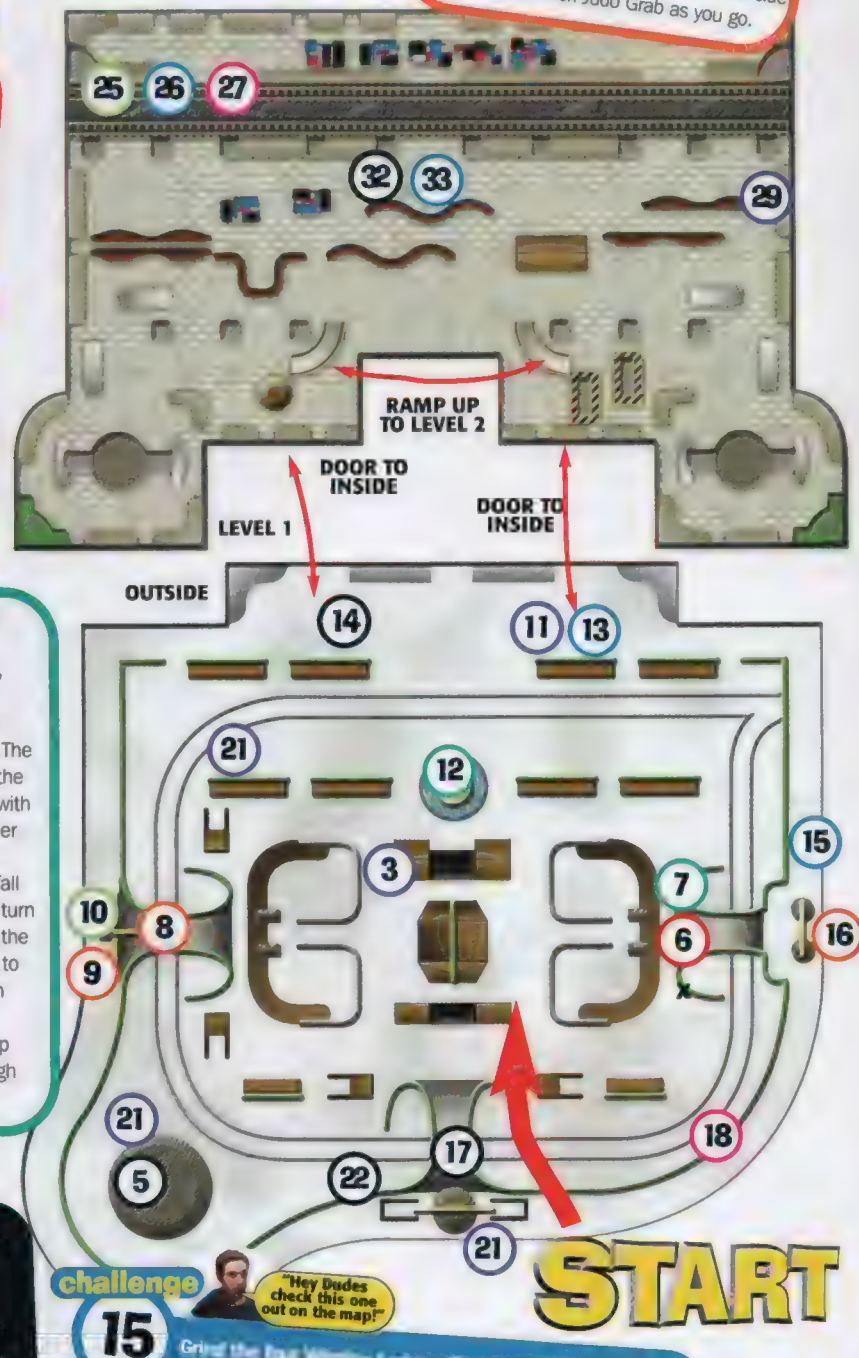 Judo Grab as you go.
25 26 27
32 33
29
RAMP UP
TO LEVEL 2
DOOR TO
INSIDE
DOOR TO
INSIDE
LEVEL 1
OUTSIDE
14
11 13
21
12
3
15
7
10
8
6
16
9
21
18
17
5
22
21
START
The
the
with
er
fall
turn
the
to
p
gh
challenge
15
"Hey Dudes
check this one
out on the map!"
Grind the Four